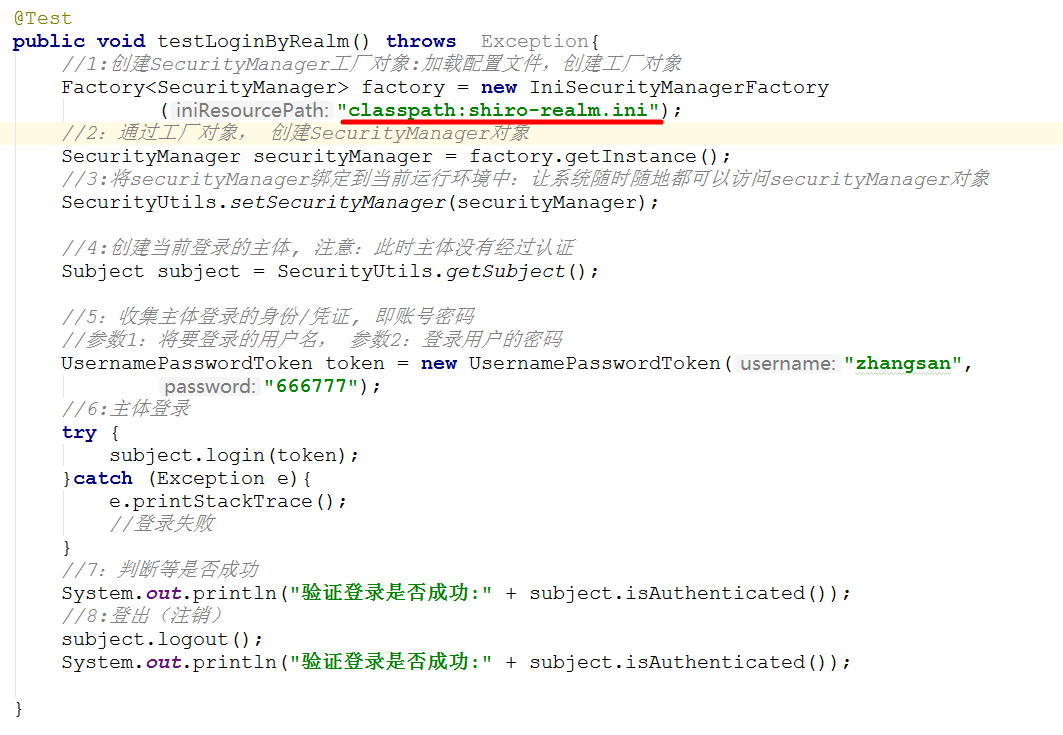 @Test
public void testLoginByRealm() throws  Exception{
//1:创建SecurityManager工厂对象:加载配置文件，创建工厂对象
Factory<SecurityManager> factory = new IniSecurityManagerFactory
( iniResourcePath: "classpath:shiro-realm.ini");
//2：通过工厂对象， 创建SecurityManager对象
SecurityManager securityManager = factory.getInstance();
//3:将securityManager绑定到当前运行环境中：让系统随时随地都可以访问securityManager对象
SecurityUtils.setSecurityManager(securityManager);
//4:创建当前登录的主体, 注意：此时主体没有经过认证
Subject subject = SecurityUtils.getSubject();
//5：收集主体登录的身份/凭证, 即账号密码
//参数1：将要登录的用户名， 参数2：登录用户的密码
UsernamePasswordToken token = new UsernamePasswordToken( username: "zhangsan",
password: "666777");
//6:主体登录
try {
subject.login(token);
}catch (Exception e){
e.printStackTrace();
//登录失败
}
//7：判断等是否成功
System.out.println("验证登录是否成功:" + subject.isAuthenticated());
//8:登出（注销）
subject.logout();
System.out.println("验证登录是否成功:" + subject.isAuthenticated());
}